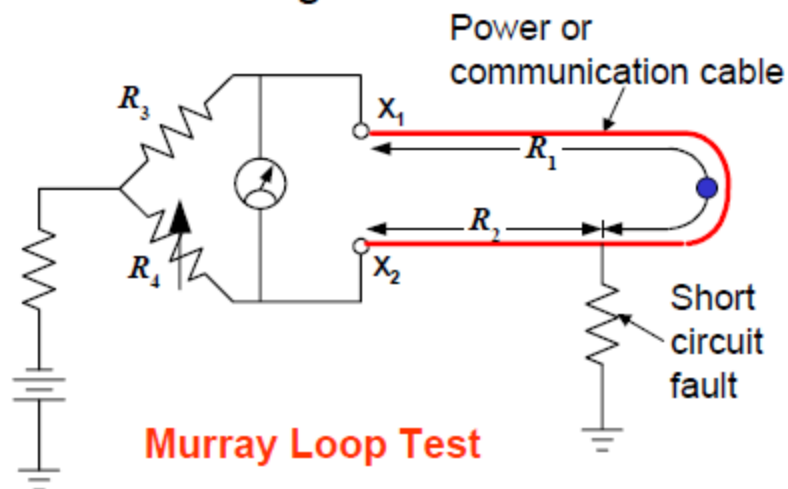 Power or
communication cable
R₃
X₁
R₁
R₂
R₄
X₂
Short
circuit
fault
Murray Loop Test